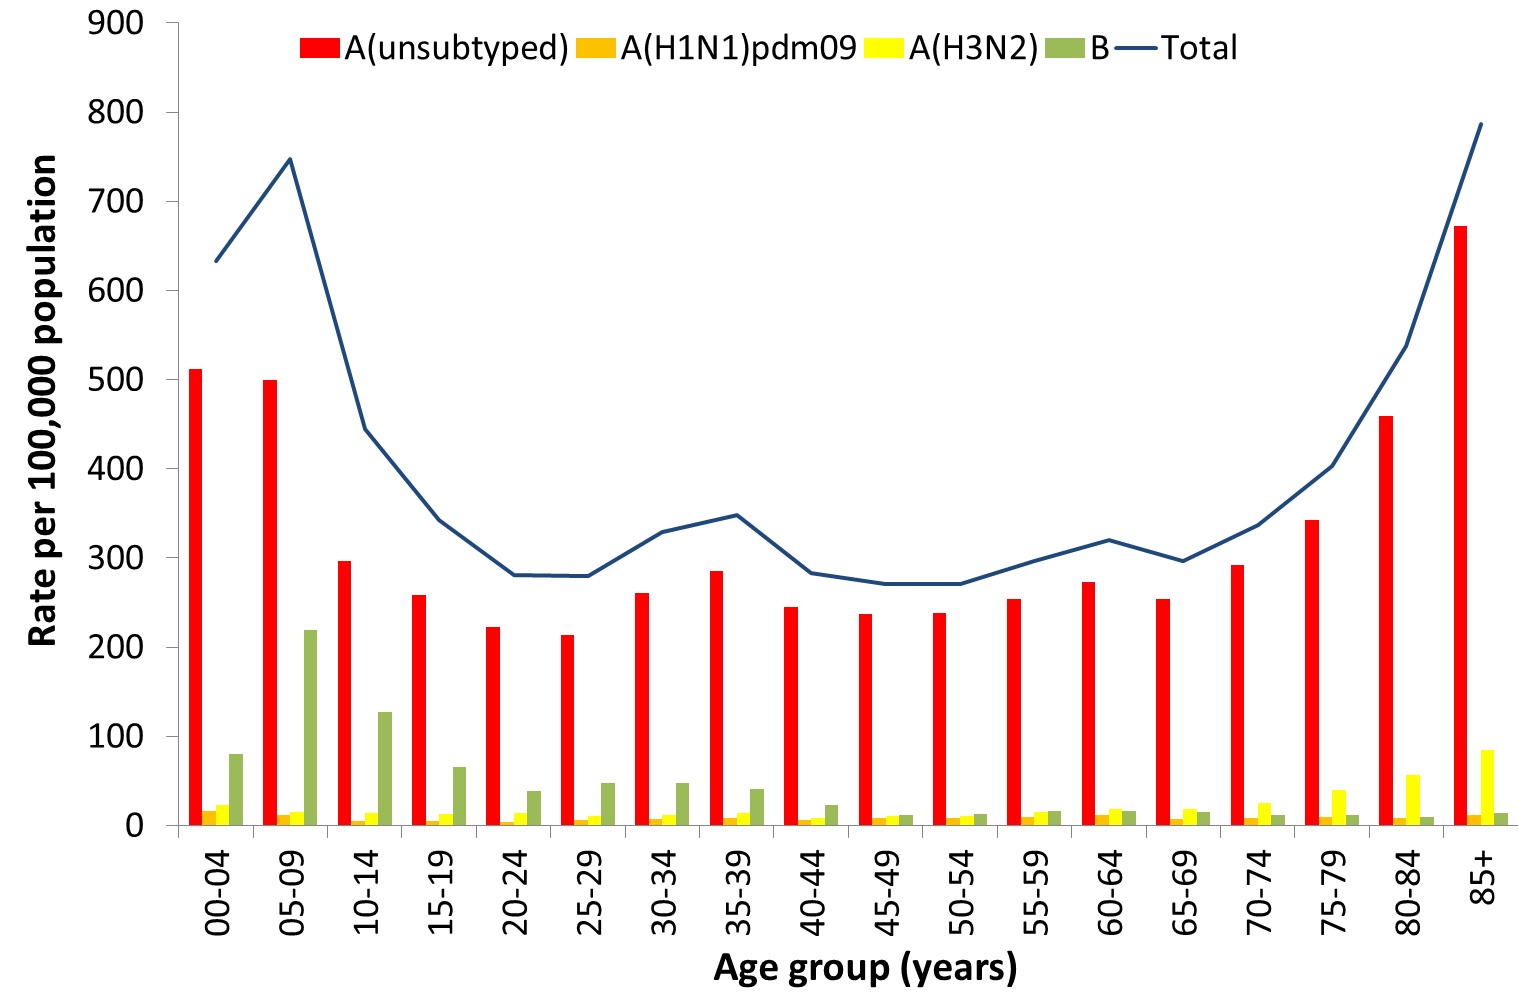 900
A(unsubtyped) A(H1N1)pdm09 A(H3N2) B Total
800
700
600
500
400
300
200
100
0
Rate per 100,000 population
00-04 05-09 10-14 15-19 20-24 25-29 30-34 35-39 40-44 45-49 50-54 55-59 60-64 65-69 70-74 75-79 80-84 85+
Age group (years)